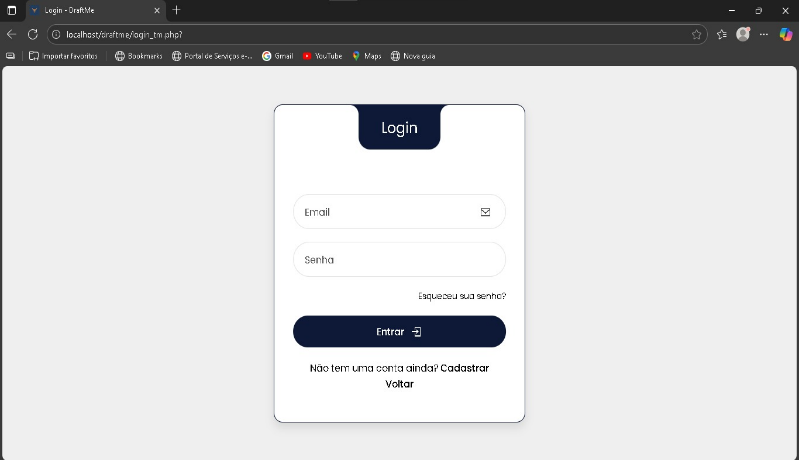 Login - DraftMe
localhost/draftme/login_tm.php?
Importar favoritos Bookmarks Portal de Serviços e-... Gmail YouTube Maps Nova guia
Login
Email
Senha
Esqueceu sua senha?
Entrar
Não tem uma conta ainda? Cadastrar
Voltar